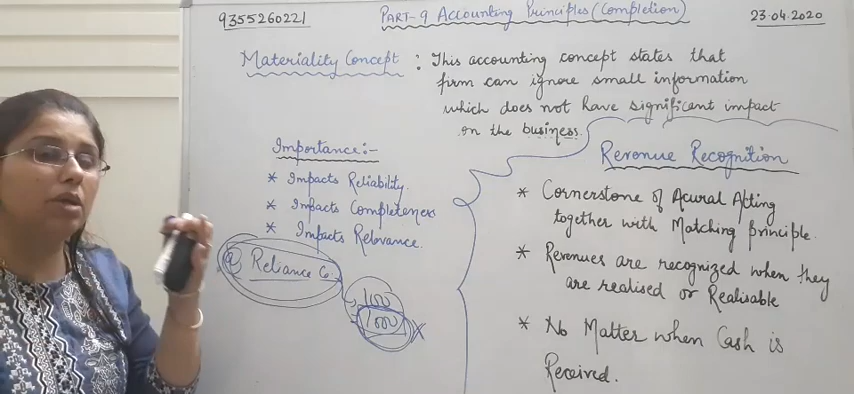 9355260221
PART-9 Accounting Principles (Completion)
23.04.2020
Materiality Concept : This accounting concept states that
firm can ignore small information
which does not have significant impact
on the business.
Importance:-
* Impacts Reliability.
* Impacts Completeness
* Impacts Relevance.
Reliance Co.
100
1000
Revenue Recognition
* Cornerstone of Acural Acting
together with Matching principle.
* Revenues are recognized when they
are realised or Realisable
* No Matter when Cash is
Received.